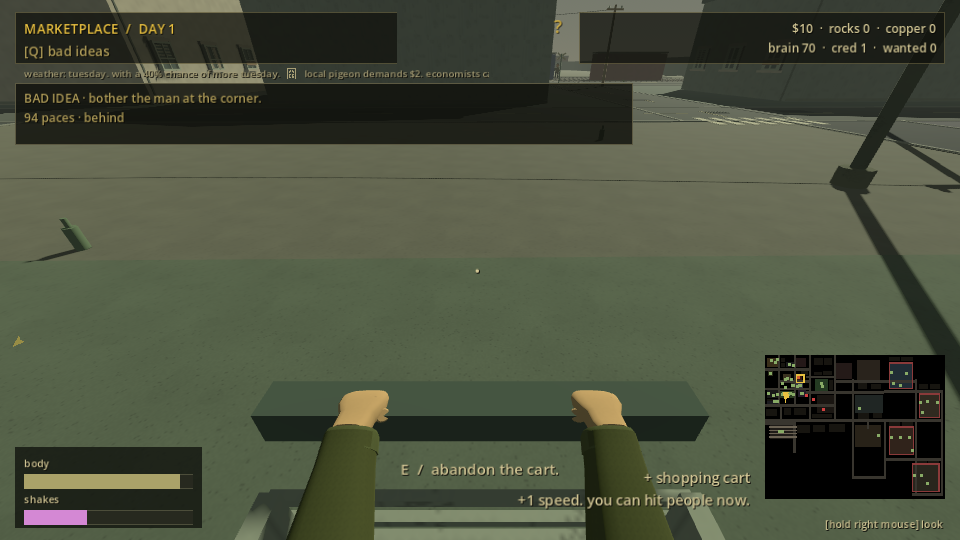 MARKETPLACE / DAY 1
[Q] bad ideas
?
$10 · rocks 0 · copper 0
brain 70 · cred 1 · wanted 0
weather: tuesday. with a 40% chance of more tuesday. local pigeon demands $2. economists c
BAD IDEA · bother the man at the corner.
94 paces · behind
E / abandon the cart.
+ shopping cart
+1 speed. you can hit people now.
body
shakes
[hold right mouse] look